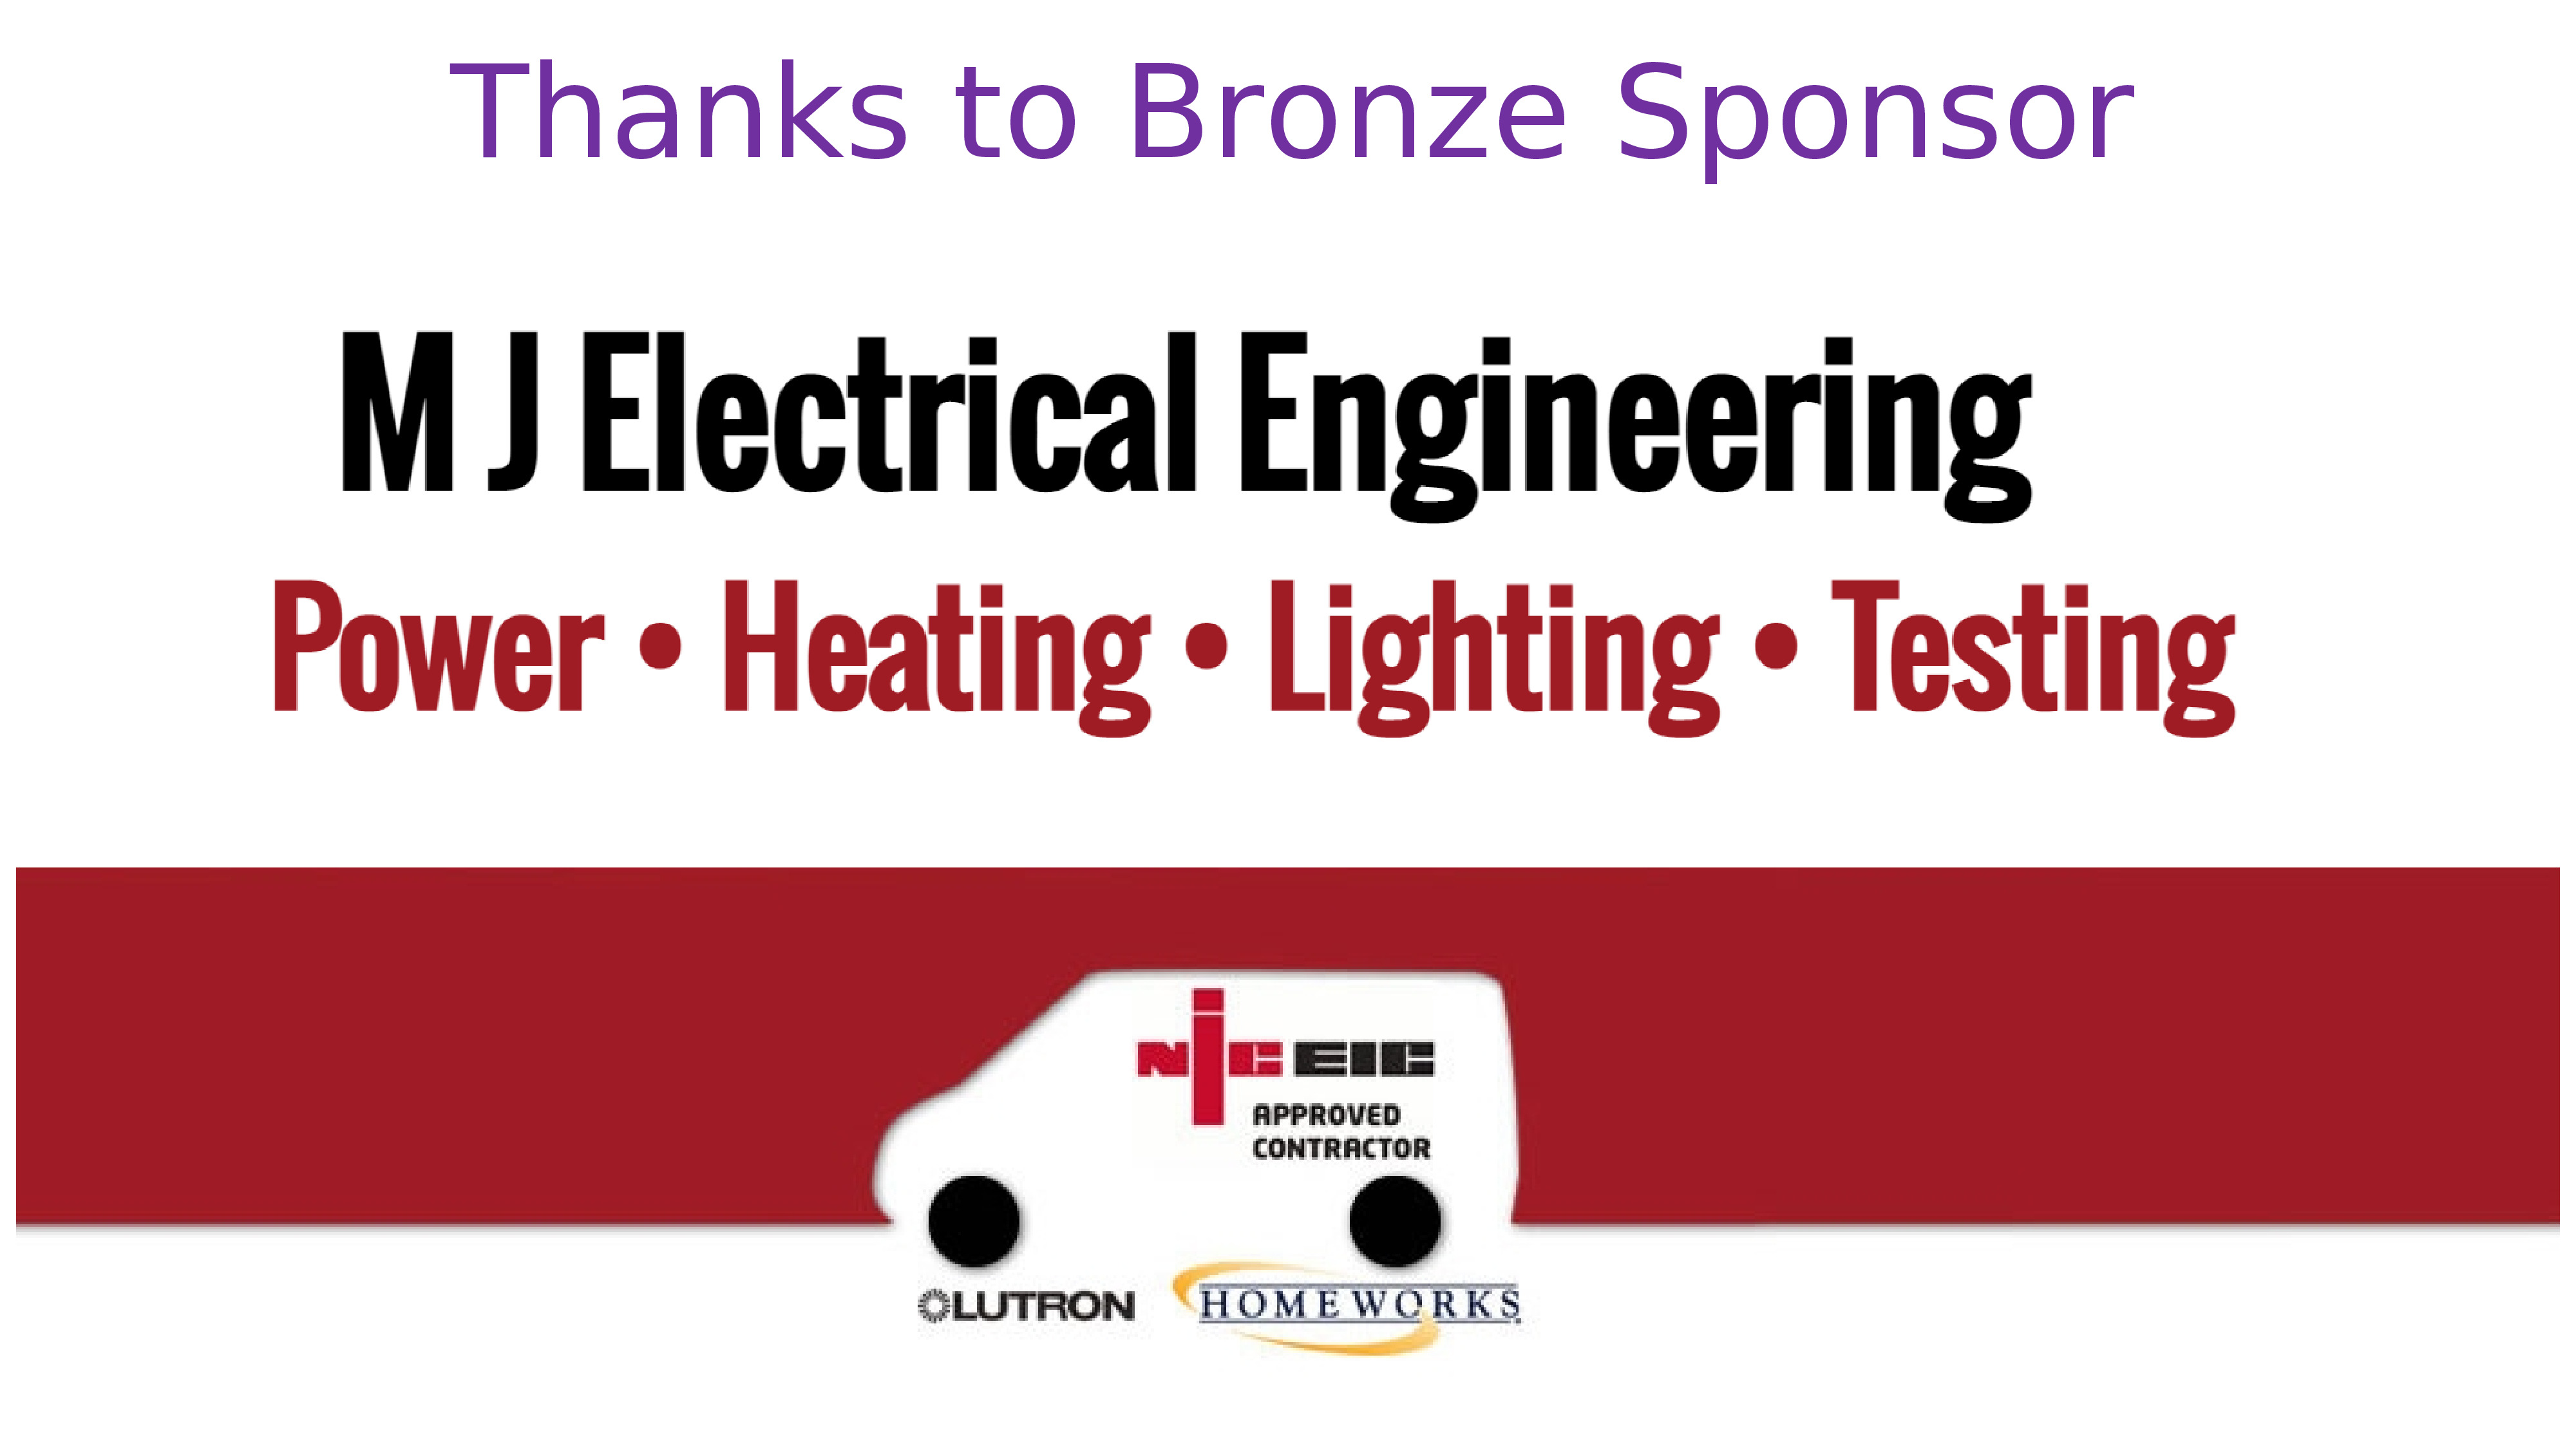 Thanks to Bronze Sponsor
M J Electrical Engineering
Power • Heating • Lighting • Testing
NICEIC
APPROVED
CONTRACTOR
LUTRON HOMEWORKS